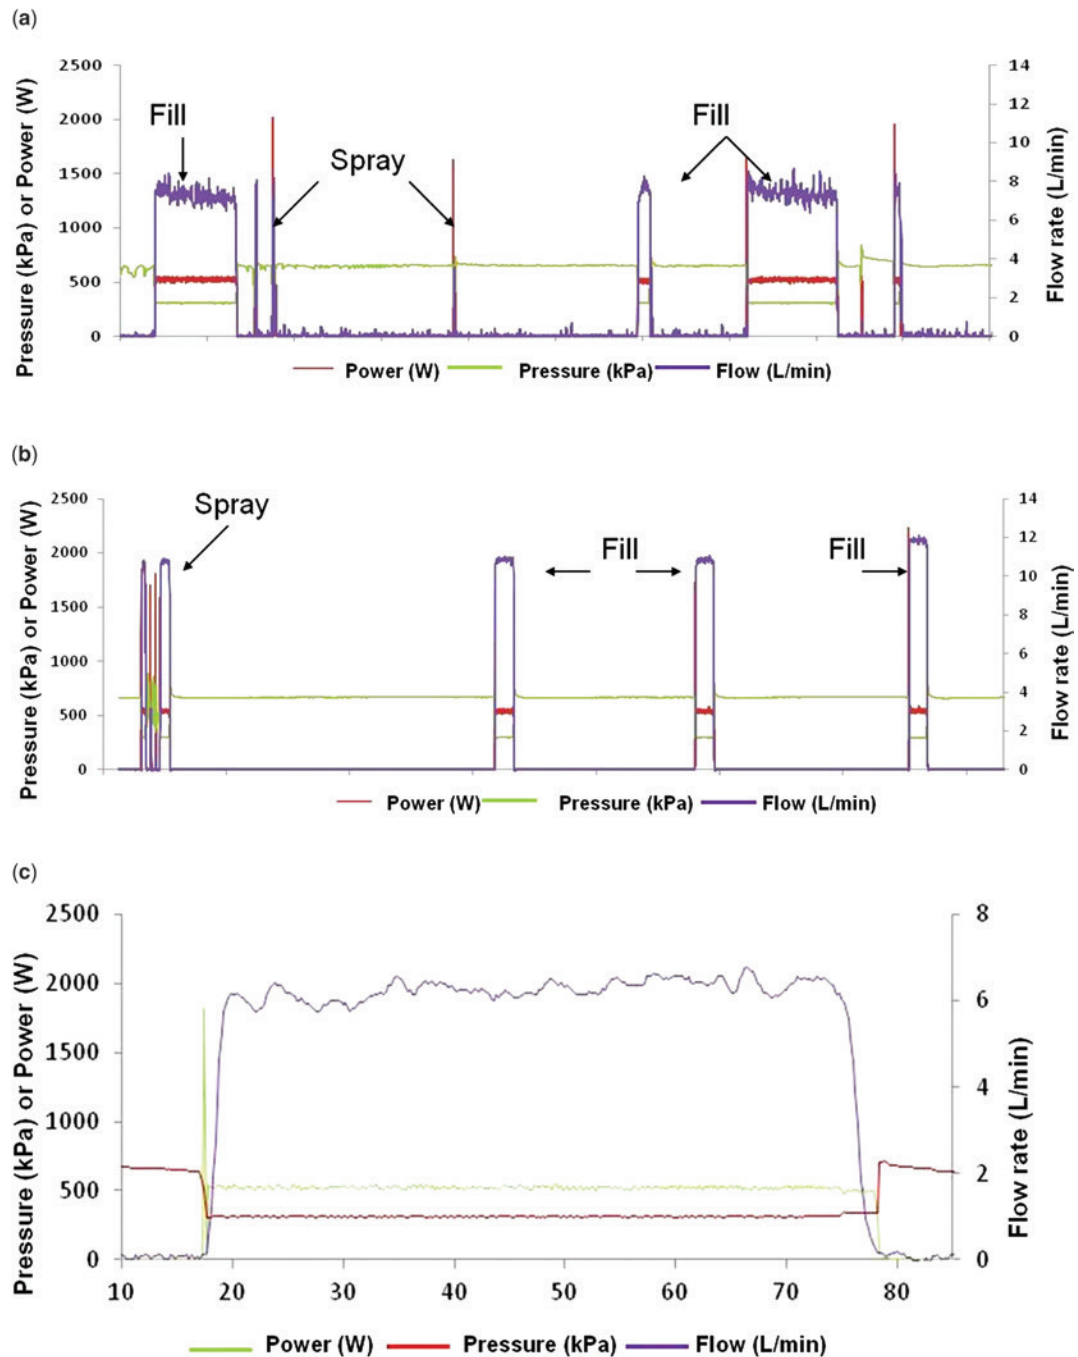 (a)
Pressure (kPa) or Power (W)
2500
2000
1500
1000
500
0
Fill
Spray
Fill
14
12
10
8
6
4
2
0
Flow rate (L/min)
Power (W) Pressure (kPa) Flow (L/min)
(b)
Pressure (kPa) or Power (W)
2500
2000
1500
1000
500
0
Spray
Fill
Fill
14
12
10
8
6
4
2
0
Flow rate (L/min)
Power (W) Pressure (kPa) Flow (L/min)
(c)
Pressure (kPa) or Power (W)
2500
2000
1500
1000
500
0
8
6
4
2
0
Flow rate (L/min)
10 20 30 40 50 60 70 80
Power (W) Pressure (kPa) Flow (L/min)